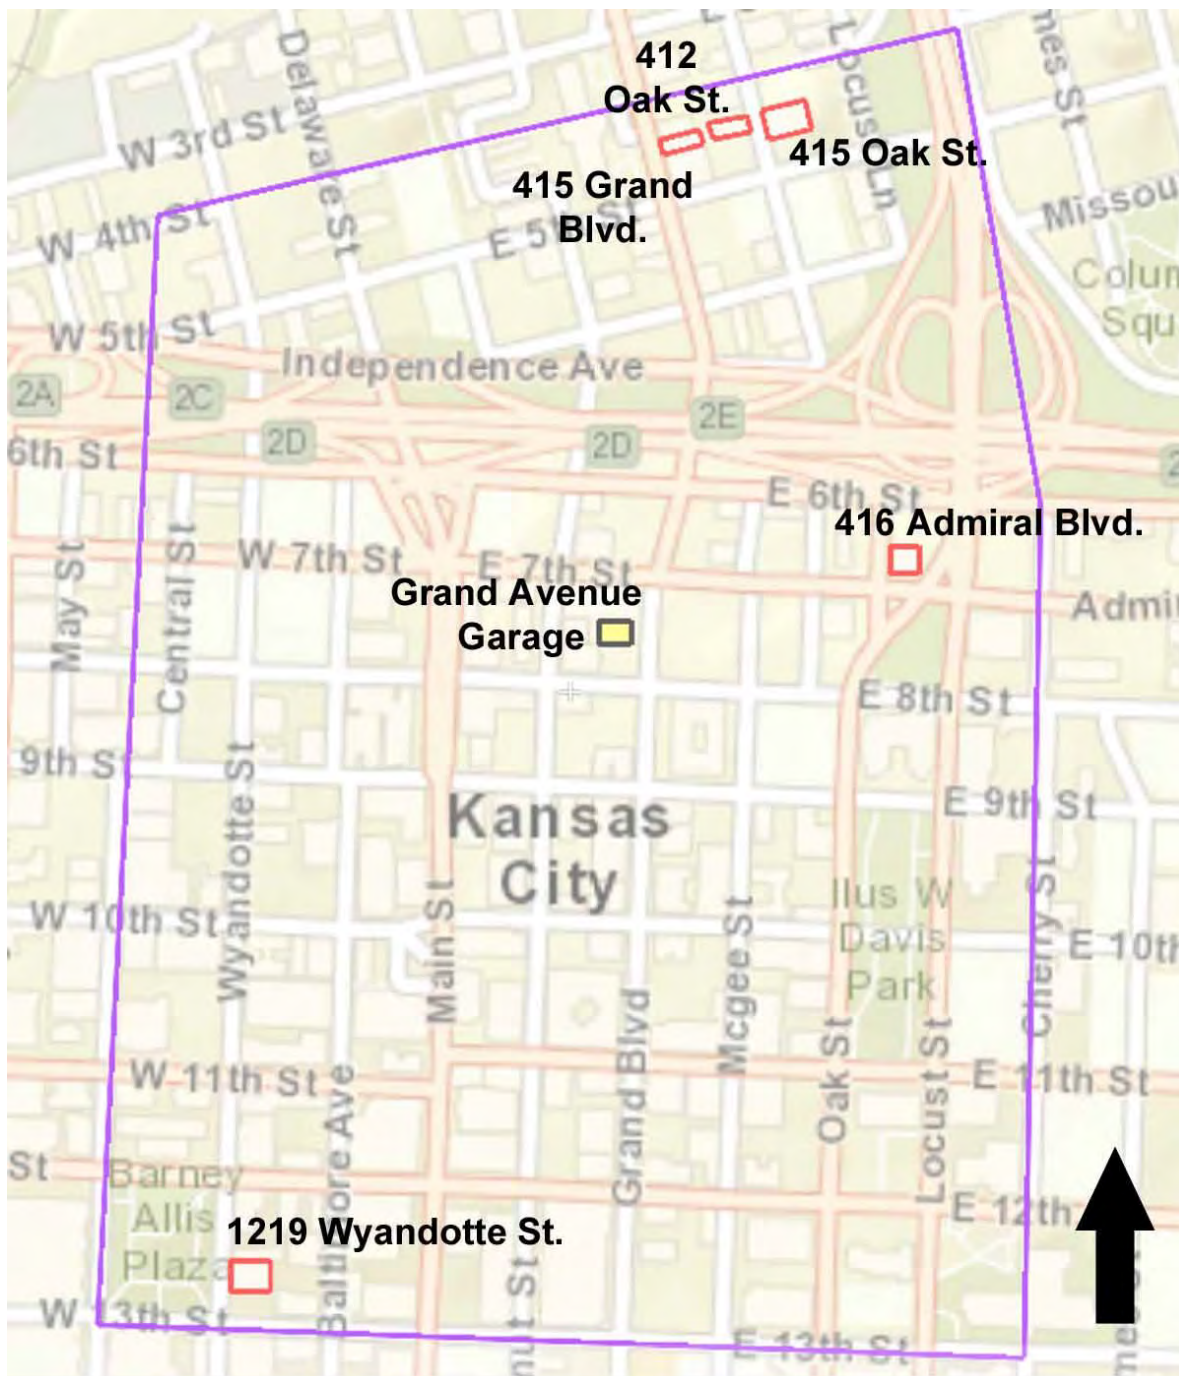 412
Oak St.
Delaware St
Locust Ln
W 3rd St
415 Oak St.
415 Grand
Blvd.
W 4th St
E 5
St
Missou
Colum
Squ
W 5th St
Independence Ave
2A
2C
2D
2D
2E
6th St
E 6th St
416 Admiral Blvd.
W 7th St
E 7th St
Grand Avenue
Garage
Admi
May St
Central St
E 8th St
9th St
Wyandotte St
E 9th St
Kansas
City
Ilus W
Davis
Park
W 10th St
E 10th
Main St
Mcgee St
Cherry St
Grand Blvd
Oak St
Locust St
W 11th St
E 11th St
Baltimore Ave
St
Barney
Allis
Plaza
E 12th
1219 Wyandotte St.
W 13th St
nut St
E 13th St